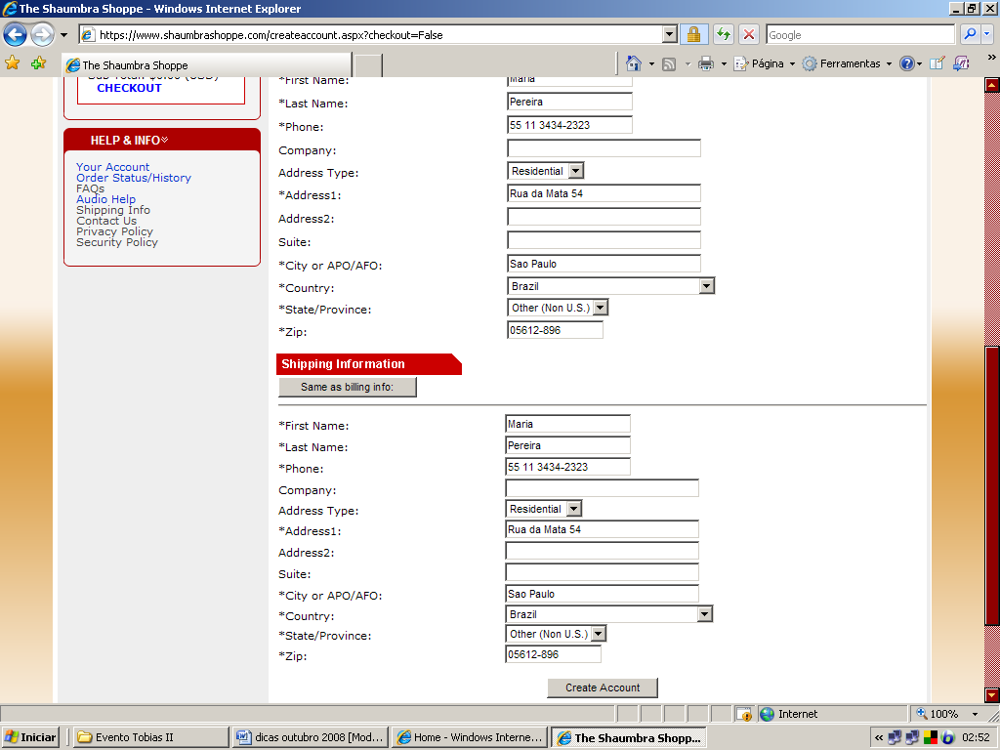 The Shaumbra Shoppe - Windows Internet Explorer
https://www.shaumbrashoppe.com/createaccount.aspx?checkout=False
Google
The Shaumbra Shoppe
Página
Ferramentas
»
CHECKOUT
HELP & INFO
Your Account
Order Status/History
FAQs
Audio Help
Shipping Info
Contact Us
Privacy Policy
Security Policy
*First Name: Maria
*Last Name: Pereira
*Phone: 55 11 3434-2323
Company:
Address Type: Residential
*Address1: Rua da Mata 54
Address2:
Suite:
*City or APO/AFO: Sao Paulo
*Country: Brazil
*State/Province: Other (Non U.S.)
*Zip: 05612-896
Shipping Information
Same as billing info:
*First Name: Maria
*Last Name: Pereira
*Phone: 55 11 3434-2323
Company:
Address Type: Residential
*Address1: Rua da Mata 54
Address2:
Suite:
*City or APO/AFO: Sao Paulo
*Country: Brazil
*State/Province: Other (Non U.S.)
*Zip: 05612-896
Create Account
Internet 100%
Iniciar Evento Tobias II dicas outubro 2008 [Mod... Home - Windows Interne... The Shaumbra Shopp... « 02:52